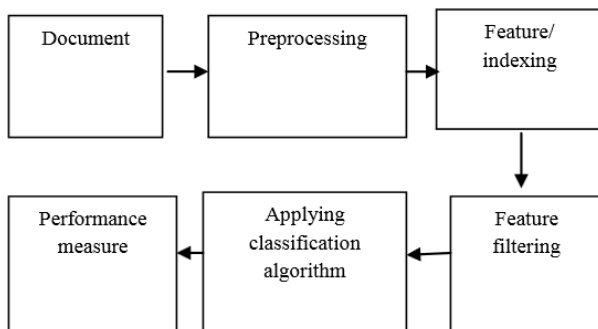 Document
Preprocessing
Feature/
indexing
Feature
filtering
Applying
classification
algorithm
Performance
measure